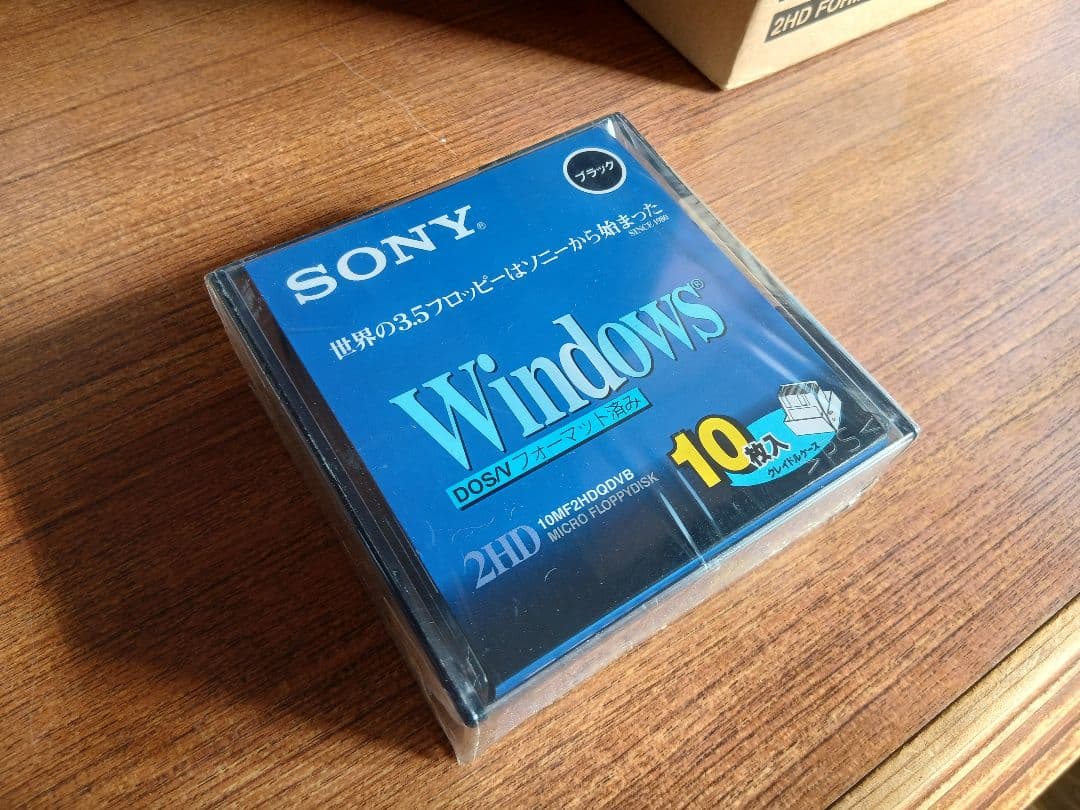 2HD
ブラック
SONY®
世界の3.5フロッピーはソニーから始まった
SINCE 1980
Windows®
DOS/V フォーマット済み
10枚入
クレイドルケース
2HD
10MF2HDQDVB
MICRO FLOPPYDISK